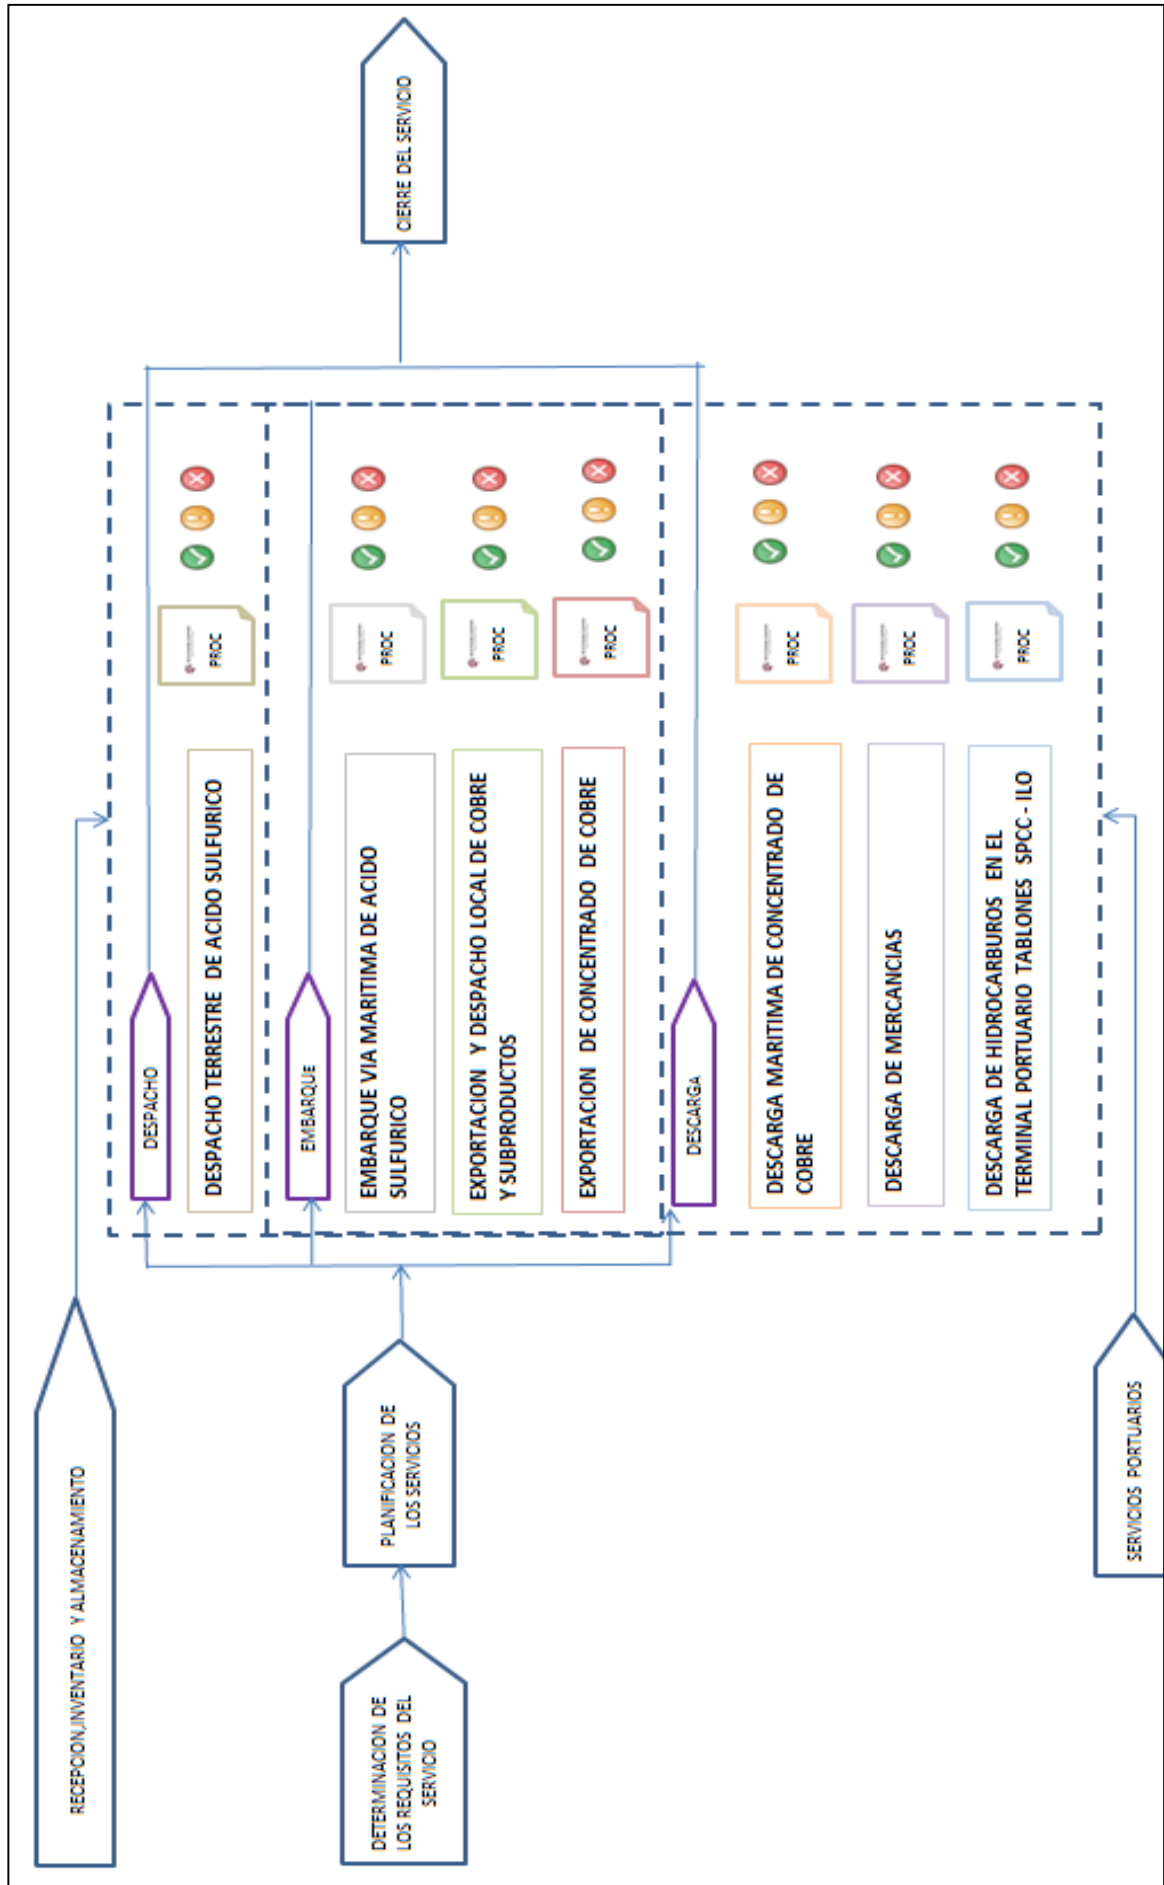 RECEPCION,INVENTARIO Y ALMACENAMIENTO
DETERMINACION DE
LOS REQUISITOS DEL
SERVICIO
PLANIFICACION DE
LOS SERVICIOS
DESPACHO
DESPACHO TERRESTRE DE ACIDO SULFURICO
PROC
EMBARQUE
EMBARQUE VIA MARITIMA DE ACIDO
SULFURICO
PROC
EXPORTACION Y DESPACHO LOCAL DE COBRE
Y SUBPRODUCTOS
PROC
EXPORTACION DE CONCENTRADO DE COBRE
PROC
DESCARGA
DESCARGA MARITIMA DE CONCENTRADO DE
COBRE
PROC
DESCARGA DE MERCANCIAS
PROC
DESCARGA DE HIDROCARBUROS EN EL
TERMINAL PORTUARIO TABLONES SPCC - ILO
PROC
CIERRE DEL SERVICIO
SERVICIOS PORTUARIOS